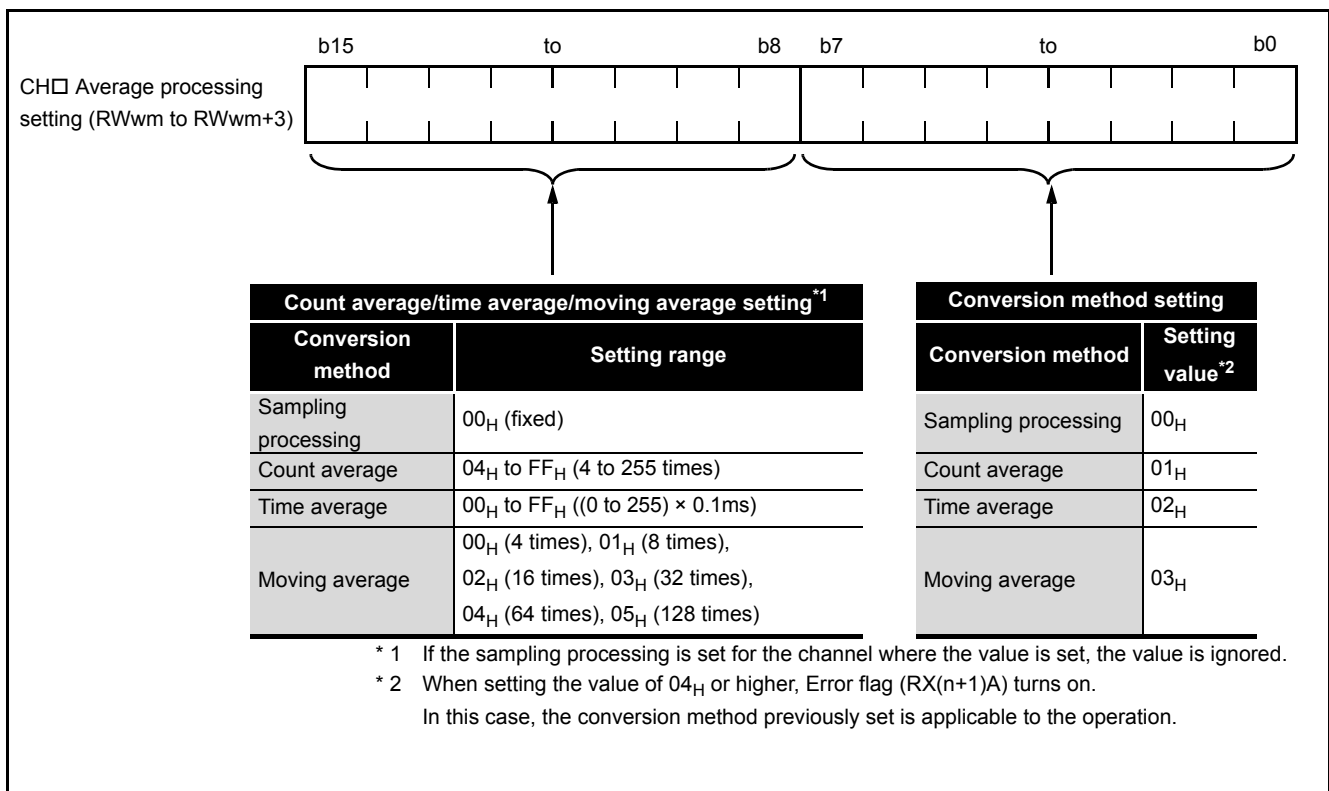 b15 to b8 b7 to b0
CH□ Average processing
setting (RWwm to RWwm+3)
Count average/time average/moving average setting*1
Conversion method
Setting range
Sampling processing
00H (fixed)
Count average
04H to FFH (4 to 255 times)
Time average
00H to FFH ((0 to 255) × 0.1ms)
Moving average
00H (4 times), 01H (8 times),
02H (16 times), 03H (32 times),
04H (64 times), 05H (128 times)
Conversion method setting
Conversion method
Setting value*2
Sampling processing
00H
Count average
01H
Time average
02H
Moving average
03H
* 1 If the sampling processing is set for the channel where the value is set, the value is ignored.
* 2 When setting the value of 04H or higher, Error flag (RX(n+1)A) turns on.
In this case, the conversion method previously set is applicable to the operation.